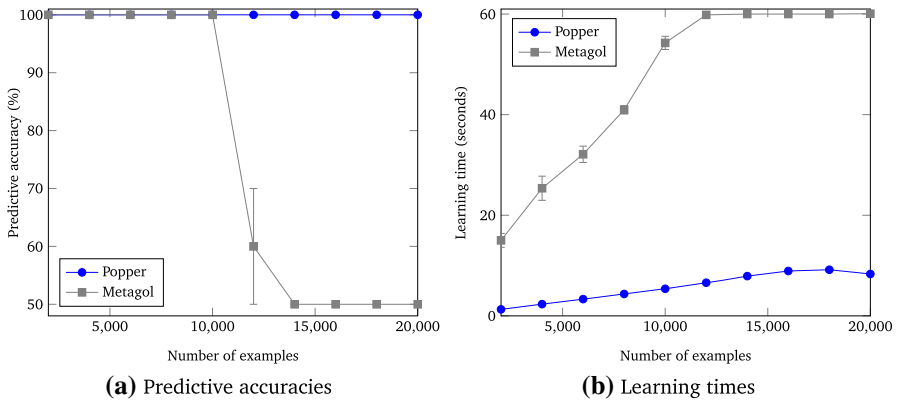 100
90
80
70
60
50
Predictive accuracy (%)
Popper
Metagol
5,000 10,000 15,000 20,000
Number of examples
(a) Predictive accuracies
60
40
20
0
Learning time (seconds)
Popper
Metagol
5,000 10,000 15,000 20,000
Number of examples
(b) Learning times